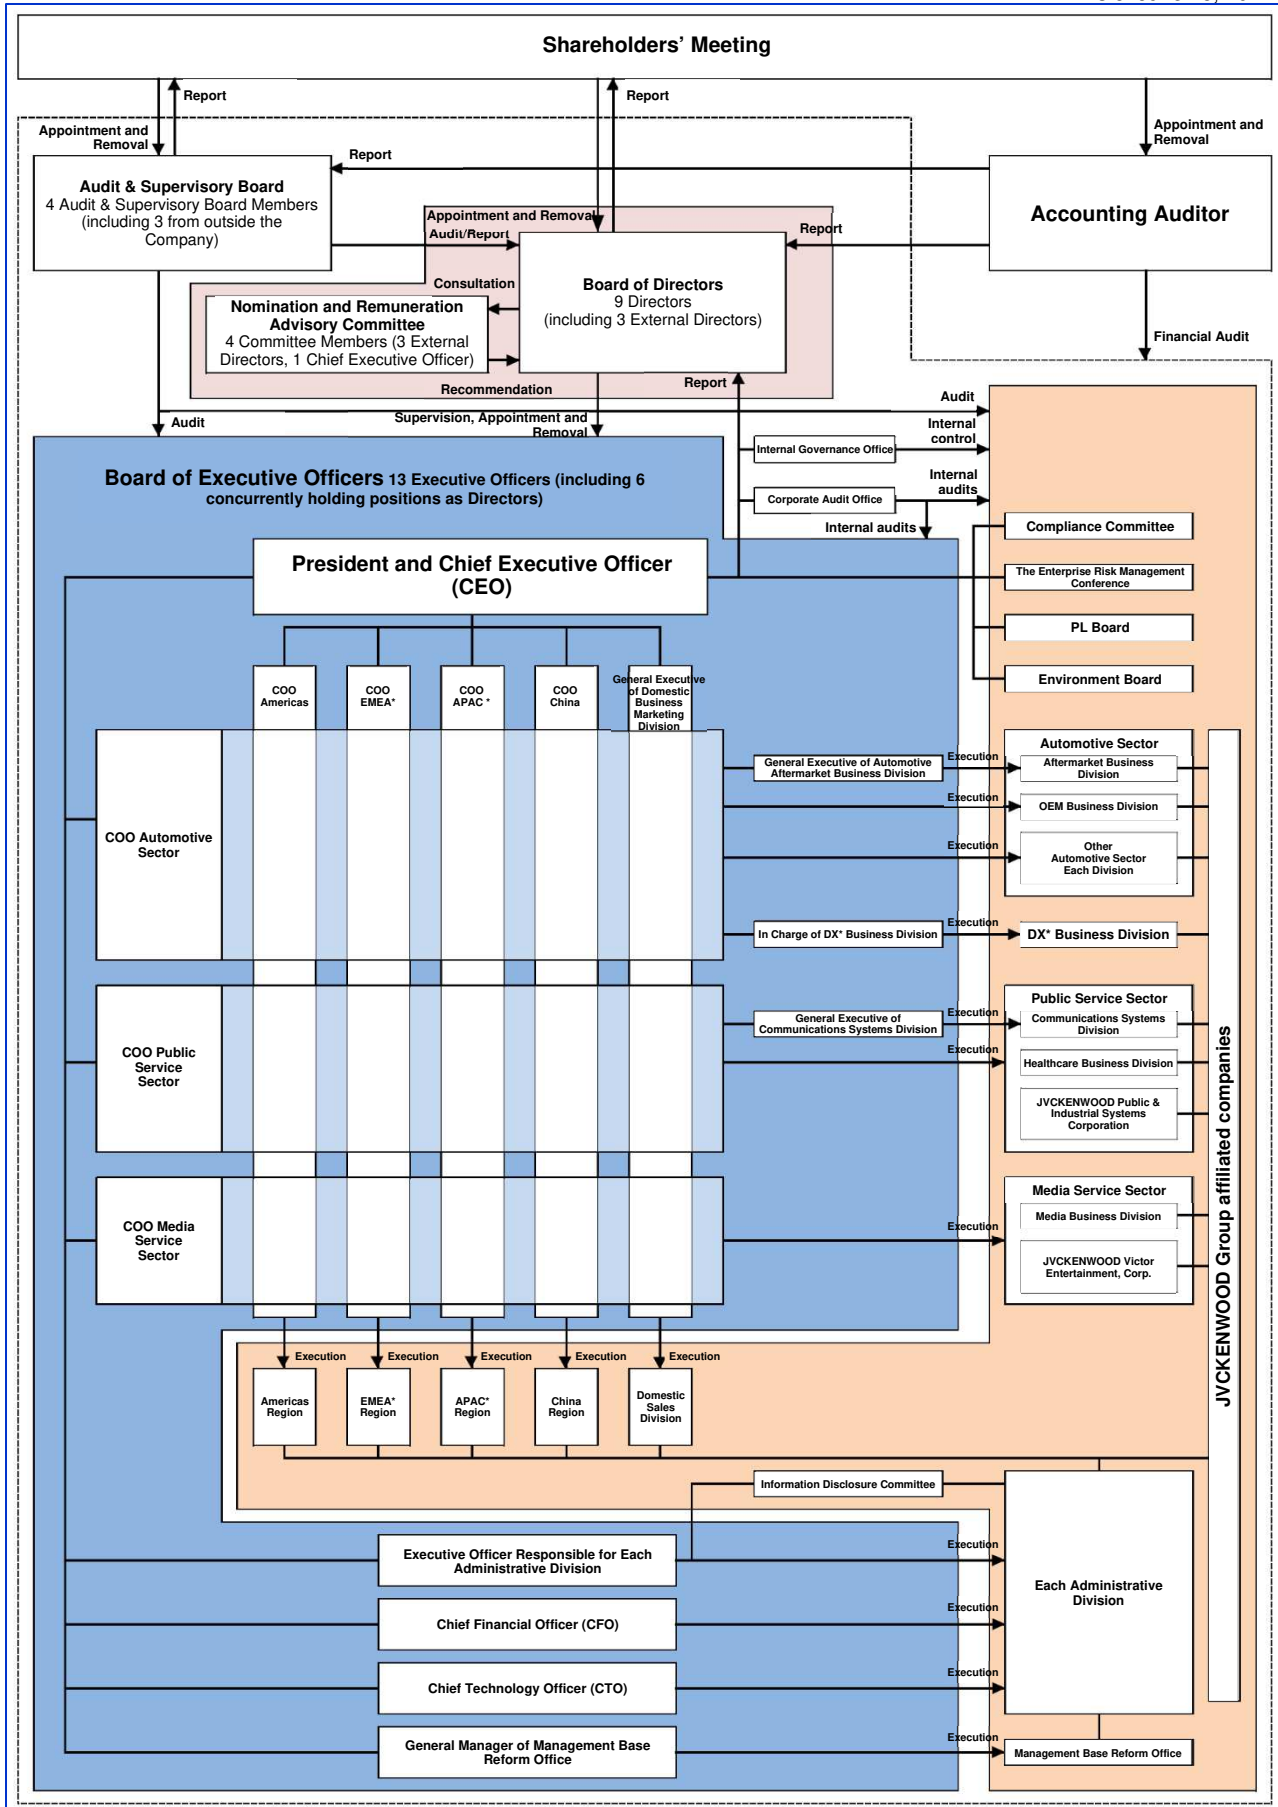 Shareholders' Meeting
Report
Report
Appointment and
Removal
Appointment and
Removal
Report
Audit & Supervisory Board
4 Audit & Supervisory Board Members
(including 3 from outside the
Company)
Accounting Auditor
Appointment and Removal
Audit/Report
Report
Board of Directors
9 Directors
(including 3 External Directors)
Consultation
Nomination and Remuneration
Advisory Committee
4 Committee Members (3 External
Directors, 1 Chief Executive Officer)
Recommendation
Financial Audit
Report
Audit
Audit
Supervision, Appointment and
Removal
Internal
control
Internal Governance Office
Internal
audits
Corporate Audit Office
Internal audits
Board of Executive Officers 13 Executive Officers (including 6
concurrently holding positions as Directors)
President and Chief Executive Officer
(CEO)
Compliance Committee
The Enterprise Risk Management
Conference
PL Board
Environment Board
COO
Americas
COO
EMEA*
COO
APAC *
COO
China
General Executive
of Domestic
Business
Marketing
Division
COO Automotive
Sector
General Executive of Automotive
Aftermarket Business Division
Execution
Execution
Execution
Automotive Sector
Aftermarket Business
Division
OEM Business Division
Other
Automotive Sector
Each Division
In Charge of DX* Business Division
Execution
DX* Business Division
COO Public
Service
Sector
General Executive of
Communications Systems Division
Execution
Execution
Public Service Sector
Communications Systems
Division
Healthcare Business Division
JVCKENWOOD Public &
Industrial Systems
Corporation
COO Media
Service
Sector
Execution
Media Service Sector
Media Business Division
JVCKENWOOD Victor
Entertainment, Corp.
JVCKENWOOD Group affiliated companies
Execution
Execution
Execution
Execution
Execution
Americas
Region
EMEA*
Region
APAC*
Region
China
Region
Domestic
Sales
Division
Information Disclosure Committee
Executive Officer Responsible for Each
Administrative Division
Execution
Each Administrative
Division
Chief Financial Officer (CFO)
Execution
Chief Technology Officer (CTO)
Execution
General Manager of Management Base
Reform Office
Execution
Management Base Reform Office